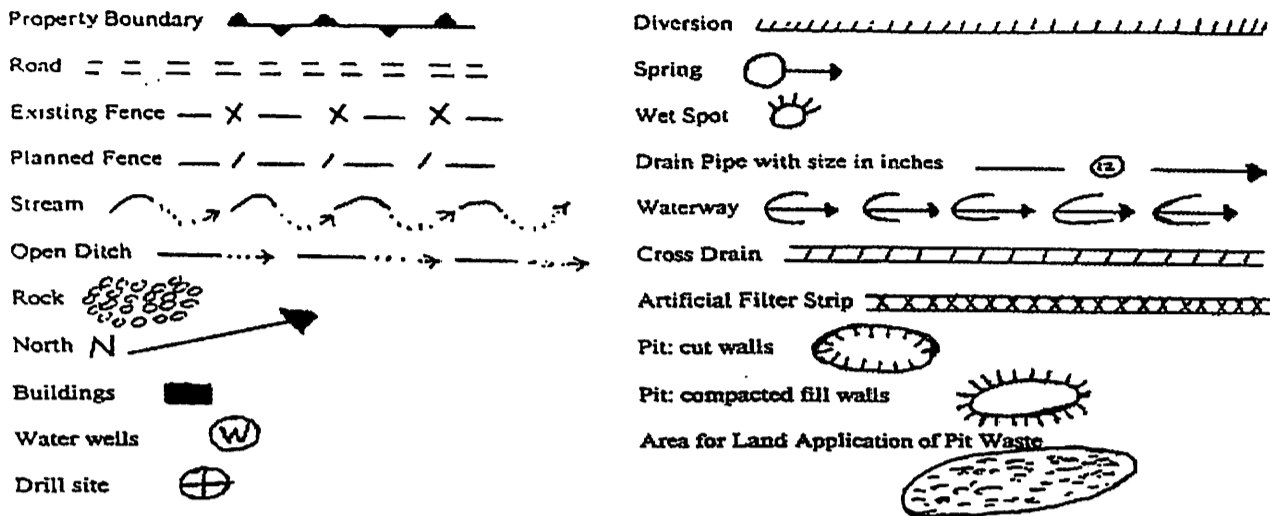 Property Boundary
Road
Existing Fence
Planned Fence
Stream
Open Ditch
Rock
North N
Buildings
Water wells W
Drill site
Diversion
Spring
Wet Spot
Drain Pipe with size in inches 12
Waterway
Cross Drain
Artificial Filter Strip
Pit: cut walls
Pit: compacted fill walls
Area for Land Application of Pit Waste